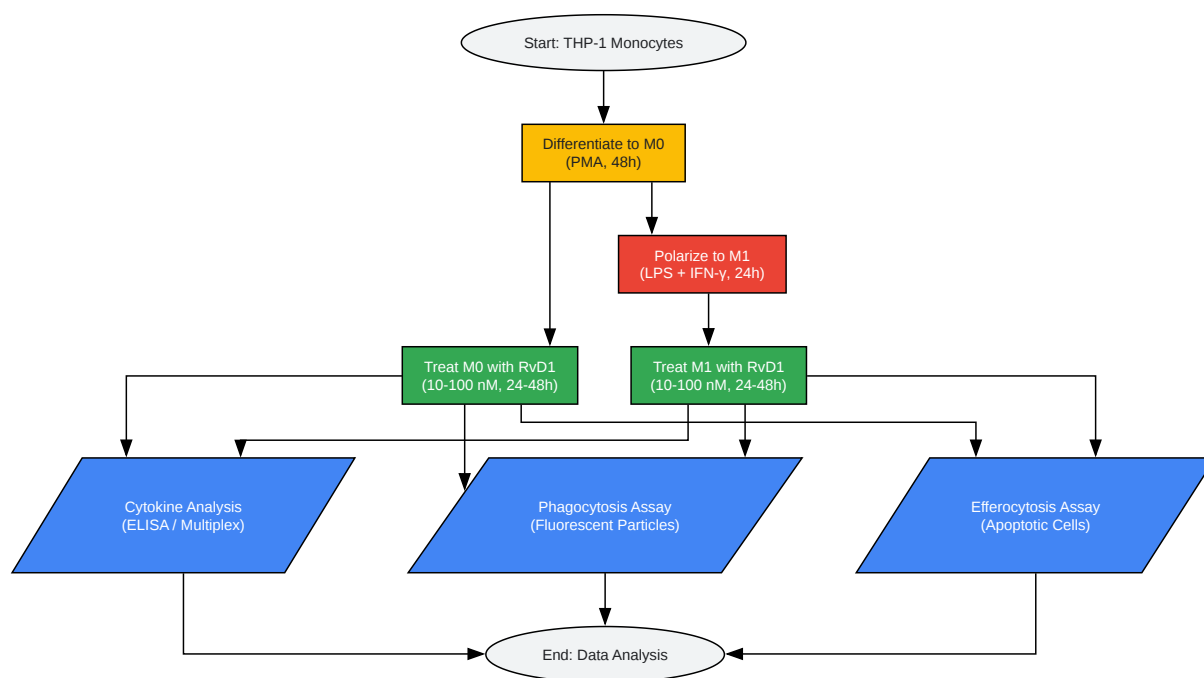 Start: THP-1 Monocytes
Differentiate to M0
(PMA, 48h)
Polarize to M1
(LPS + IFN-γ, 24h)
Treat M0 with RvD1
(10-100 nM, 24-48h)
Treat M1 with RvD1
(10-100 nM, 24-48h)
Cytokine Analysis
(ELISA / Multiplex)
Phagocytosis Assay
(Fluorescent Particles)
Efferocytosis Assay
(Apoptotic Cells)
End: Data Analysis